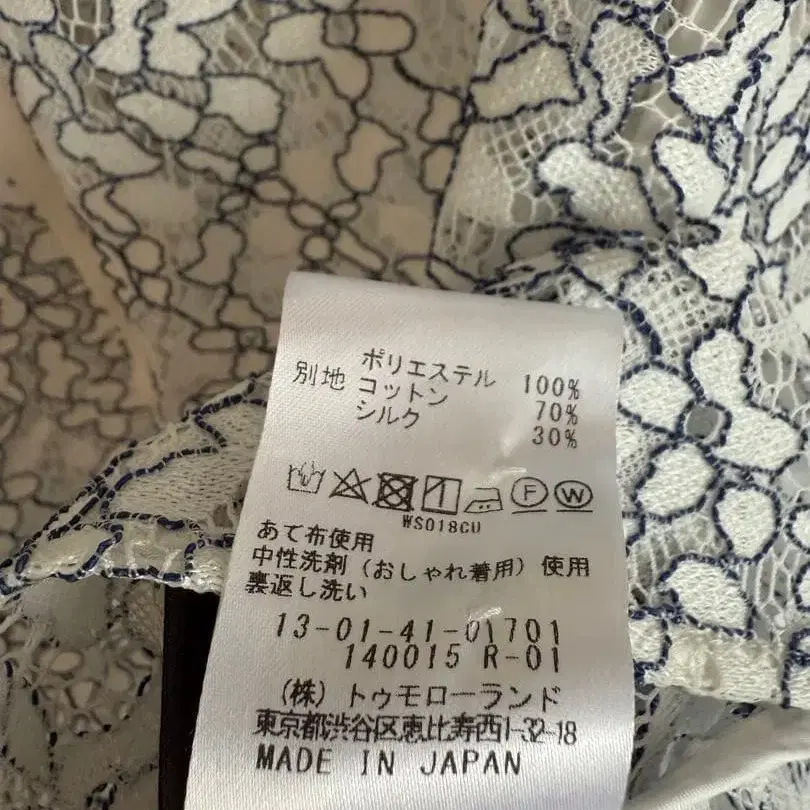 ポリエステル 100%
別地 コットン 70%
シルク 30%
F W
WS018CU
あて布使用
中性洗剤（おしゃれ着用）使用
裏返し洗い
13-01-41-01701
140015 R-01
（株）トゥモローランド
東京都渋谷区恵比寿西1-32-18
MADE IN JAPAN